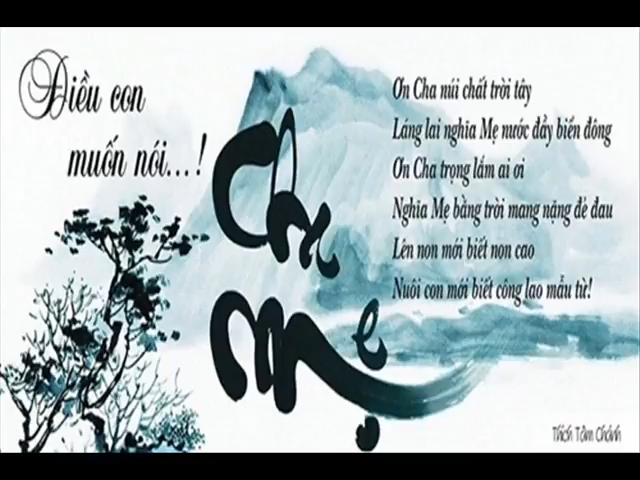 Điều con
muốn nói...!
Cha
Mẹ
Ơn Cha núi chất trời tây
Láng lai nghĩa Mẹ nước đầy biển đông
Ơn Cha trọng lắm ai ơi
Nghĩa Mẹ bằng trời mang nặng đẻ đau
Lên non mới biết non cao
Nuôi con mới biết công lao mẫu từ!
Thích Tâm Chánh